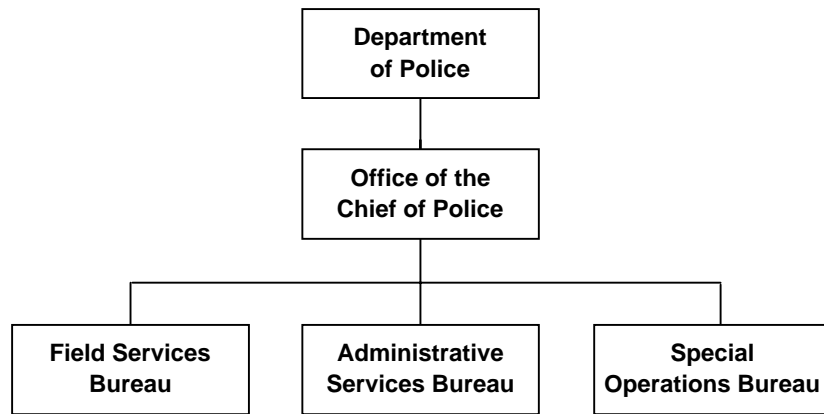 Department
of Police
Office of the
Chief of Police
Field Services
Bureau
Administrative
Services Bureau
Special
Operations Bureau